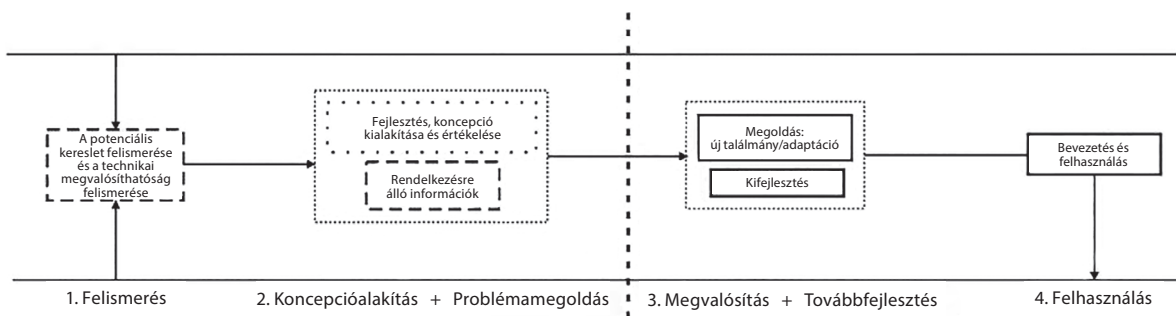 A potenciális
kereslet felismerése
és a technikai
megvalósíthatóság
felismerése
Fejlesztés, koncepció
kialakítása és értékelése
Rendelkezésre
álló információk
Megoldás:
új találmány/adaptáció
Kifejlesztés
Bevezetés és
felhasználás
1. Felismerés
2. Koncepcióalakítás + Problémamegoldás
3. Megvalósítás + Továbbfejlesztés
4. Felhasználás